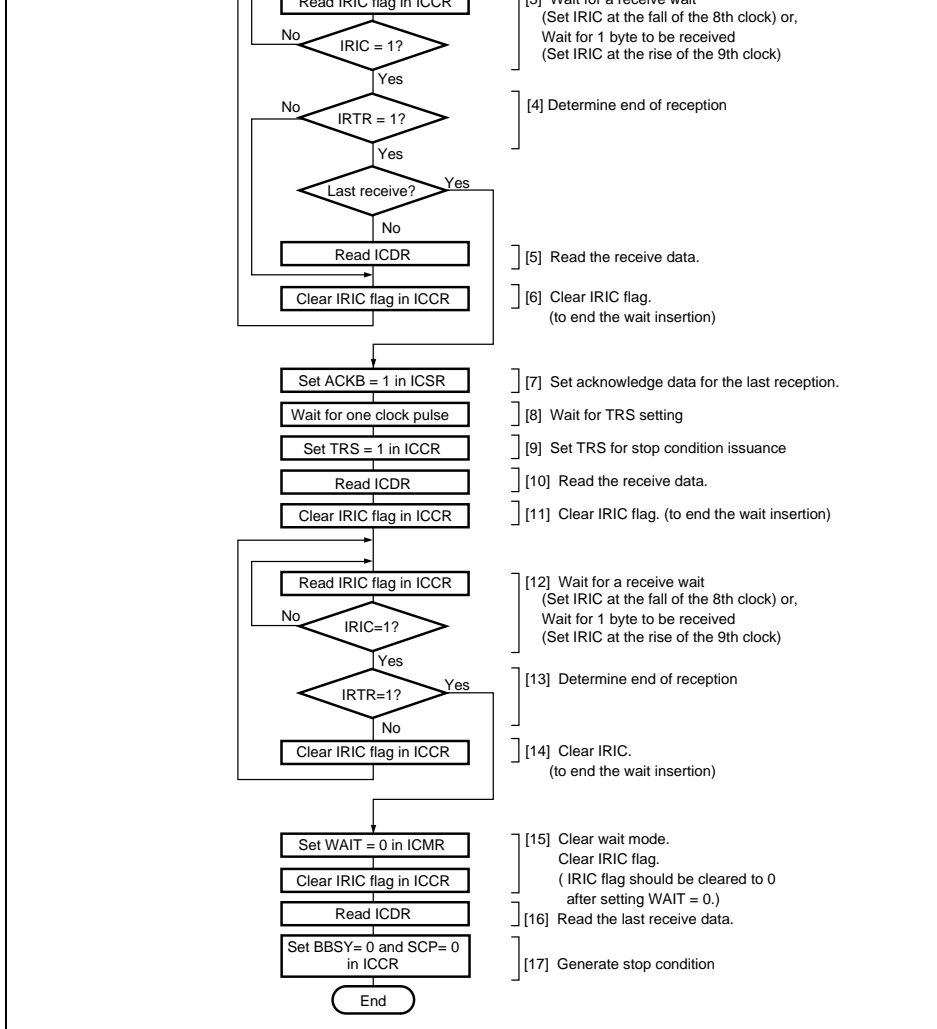 Read IRIC flag in ICCR
[3] Wait for a receive wait
(Set IRIC at the fall of the 8th clock) or,
Wait for 1 byte to be received
(Set IRIC at the rise of the 9th clock)
No
IRIC = 1?
Yes
No
IRTR = 1?
[4] Determine end of reception
Yes
Last receive?
Yes
No
Read ICDR
[5] Read the receive data.
Clear IRIC flag in ICCR
[6] Clear IRIC flag.
(to end the wait insertion)
Set ACKB = 1 in ICSR
[7] Set acknowledge data for the last reception.
Wait for one clock pulse
[8] Wait for TRS setting
Set TRS = 1 in ICCR
[9] Set TRS for stop condition issuance
Read ICDR
[10] Read the receive data.
Clear IRIC flag in ICCR
[11] Clear IRIC flag. (to end the wait insertion)
Read IRIC flag in ICCR
[12] Wait for a receive wait
(Set IRIC at the fall of the 8th clock) or,
Wait for 1 byte to be received
(Set IRIC at the rise of the 9th clock)
No
IRIC=1?
Yes
IRTR=1?
Yes
[13] Determine end of reception
No
Clear IRIC flag in ICCR
[14] Clear IRIC.
(to end the wait insertion)
Set WAIT = 0 in ICMR
[15] Clear wait mode.
Clear IRIC flag.
( IRIC flag should be cleared to 0
after setting WAIT = 0.)
Clear IRIC flag in ICCR
Read ICDR
[16] Read the last receive data.
Set BBSY= 0 and SCP= 0
in ICCR
[17] Generate stop condition
End